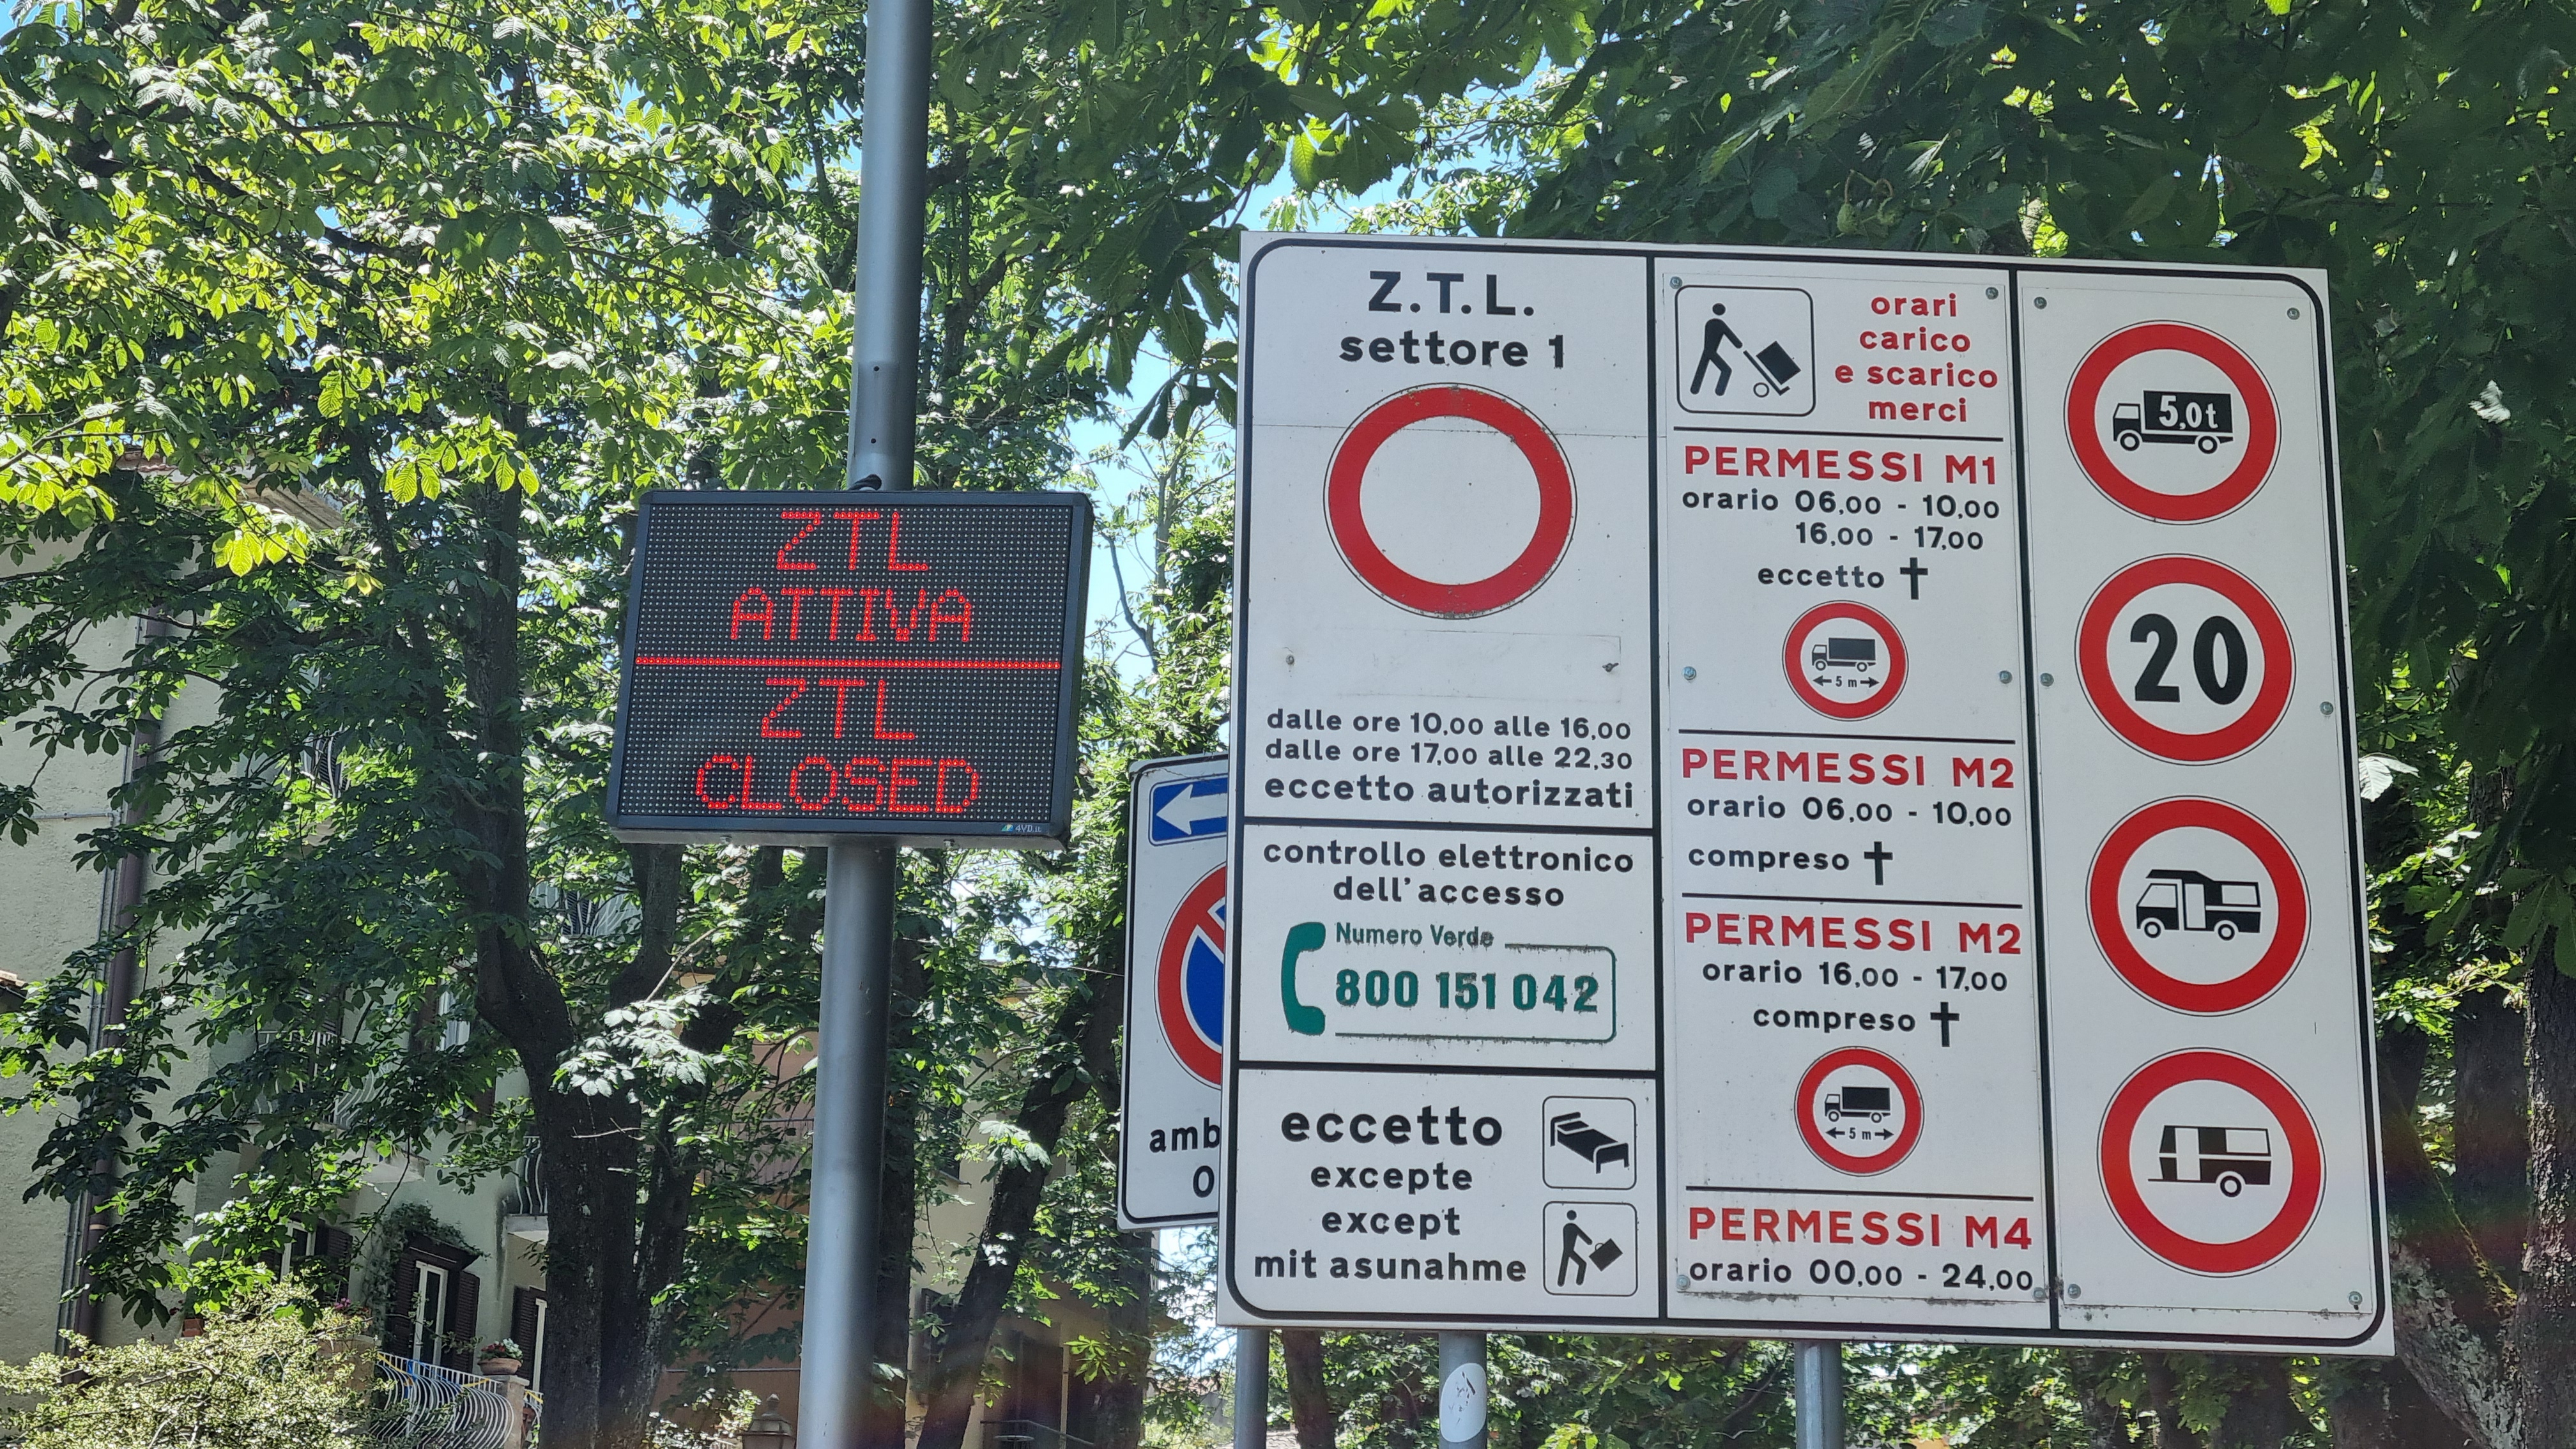 ZTL
ATTIVA
ZTL
CLOSED
4YD.it
amb
0
Z.T.L.
settore 1
dalle ore 10,00 alle 16,00
dalle ore 17,00 alle 22,30
eccetto autorizzati
controllo elettronico
dell'accesso
Numero Verde
800 151 042
eccetto
excepte
except
mit asunahme
orari
carico
e scarico
merci
PERMESSI M1
orario 06,00 - 10,00
16,00 - 17,00
eccetto †
5 m
PERMESSI M2
orario 06,00 - 10,00
compreso †
PERMESSI M2
orario 16,00 - 17,00
compreso †
5 m
PERMESSI M4
orario 00,00 - 24,00
5,0t
20